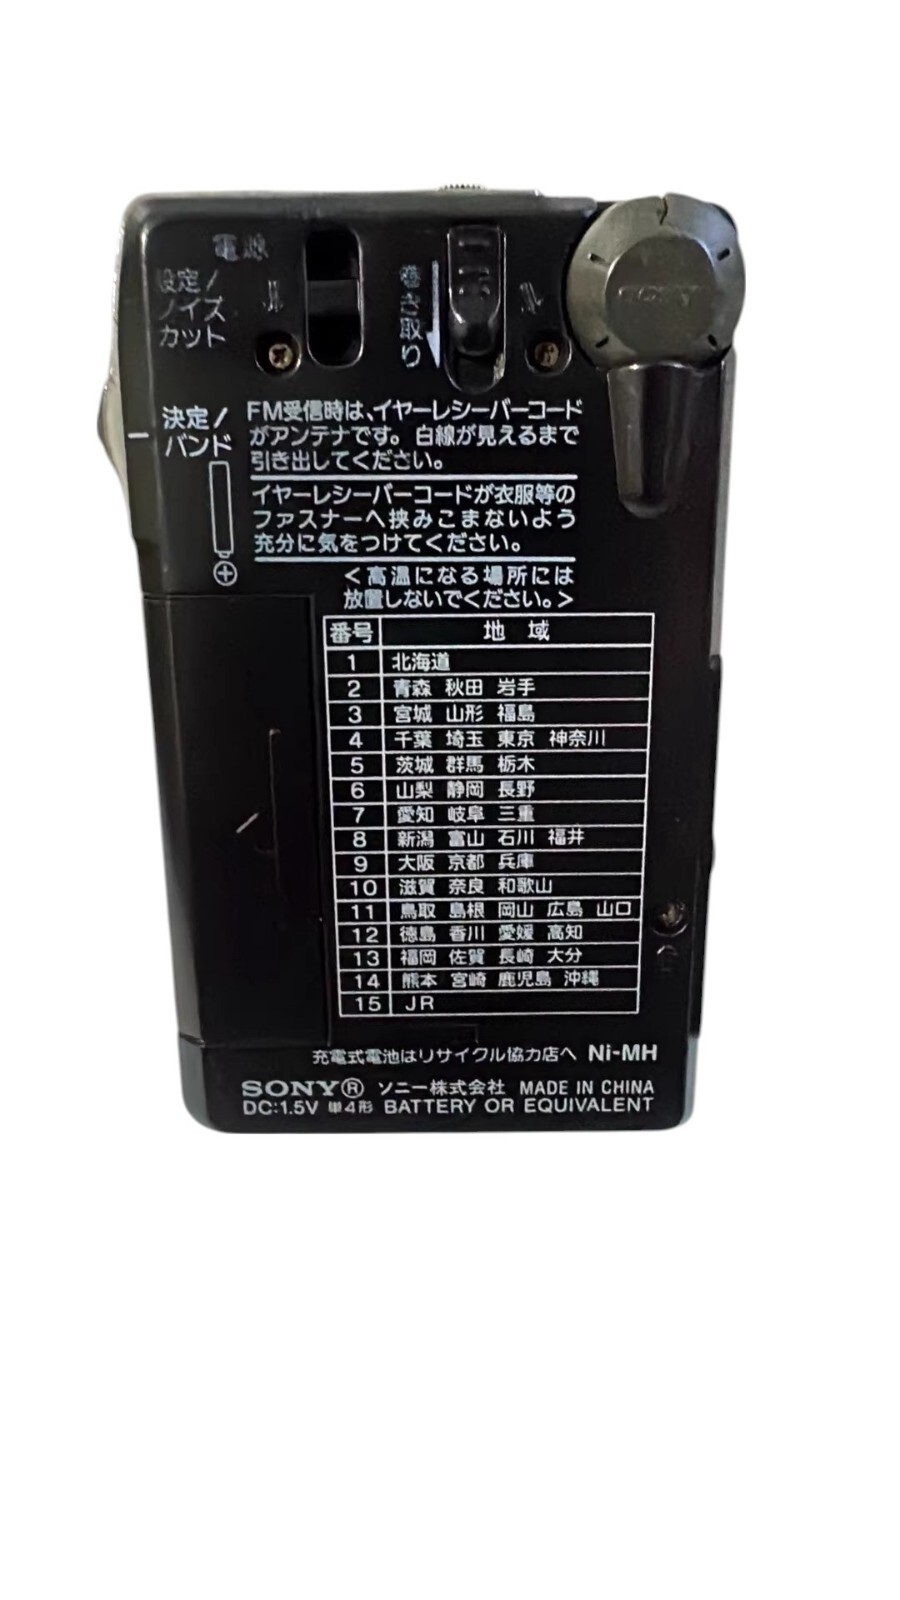 電源
設定/
ノイズ
カット
巻き取り
SONY
決定/
バンド
FM受信時は、イヤーレシーバーコード
がアンテナです。白線が見えるまで
引き出してください。
イヤーレシーバーコードが衣服等の
ファスナーへ挟みこまないよう
充分に気をつけてください。
<高温になる場所には
放置しないでください。>
番号 地域
1 北海道
2 青森 秋田 岩手
3 宮城 山形 福島
4 千葉 埼玉 東京 神奈川
5 茨城 群馬 栃木
6 山梨 静岡 長野
7 愛知 岐阜 三重
8 新潟 富山 石川 福井
9 大阪 京都 兵庫
10 滋賀 奈良 和歌山
11 鳥取 島根 岡山 広島 山口
12 徳島 香川 愛媛 高知
13 福岡 佐賀 長崎 大分
14 熊本 宮崎 鹿児島 沖縄
15 JR
充電式電池はリサイクル協力店へ Ni-MH
SONY® ソニー株式会社 MADE IN CHINA
DC:1.5V 単4形 BATTERY OR EQUIVALENT